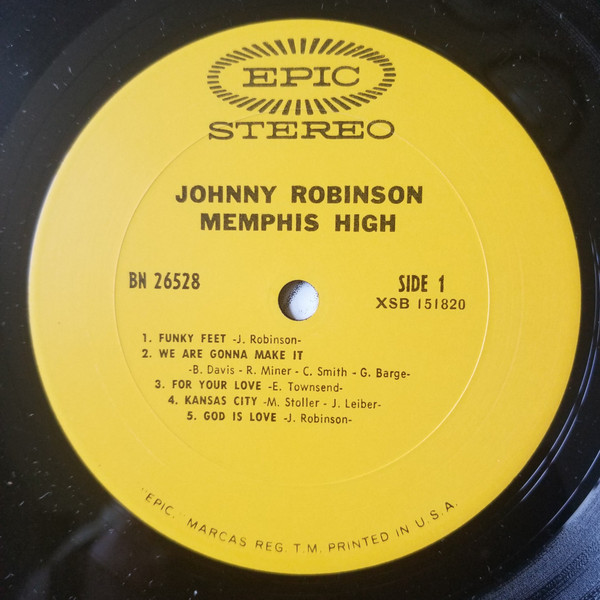 EPIC
STEREO
JOHNNY ROBINSON
MEMPHIS HIGH
BN 26528
SIDE 1
XSB 151820
1. FUNKY FEET -J. Robinson-
2. WE ARE GONNA MAKE IT
-B. Davis - R. Miner - C. Smith - G. Barge-
3. FOR YOUR LOVE -E. Townsend-
4. KANSAS CITY -M. Stoller - J. Leiber-
5. GOD IS LOVE -J. Robinson-
"EPIC," MARCAS REG. T.M. PRINTED IN U.S.A.